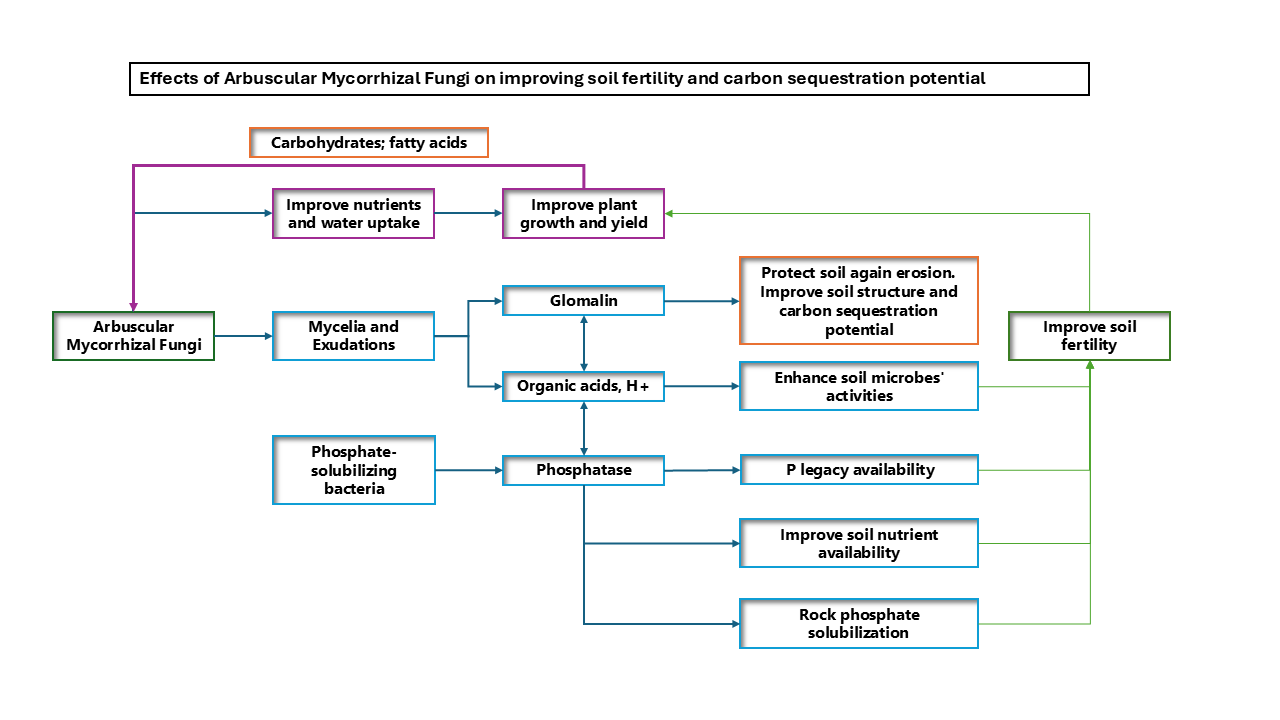 Effects of Arbuscular Mycorrhizal Fungi on improving soil fertility and carbon sequestration potential
Carbohydrates; fatty acids
Improve nutrients
and water uptake
Improve plant
growth and yield
Protect soil again erosion.
Improve soil structure and
carbon sequestration
potential
Glomalin
Arbuscular
Mycorrhizal Fungi
Mycelia and
Exudations
Improve soil
fertility
Organic acids, H+
Enhance soil microbes'
activities
Phosphate-
solubilizing
bacteria
Phosphatase
P legacy availability
Improve soil nutrient
availability
Rock phosphate
solubilization